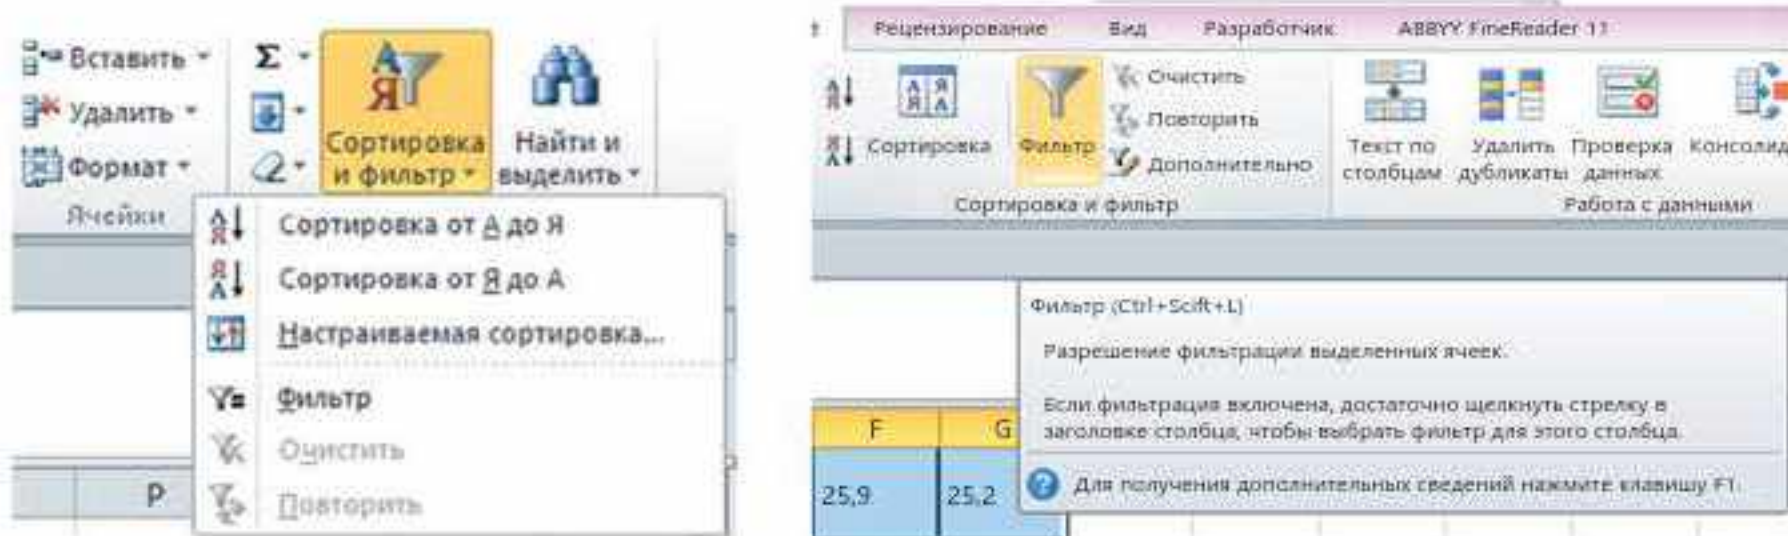 Вставить
Удалить
Формат
Ячейки
Σ
Сортировка
и фильтр
Найти и
выделить
Сортировка от А до Я
Сортировка от Я до А
Настраиваемая сортировка...
Фильтр
Очистить
Повторить
P
Рецензирование Вид Разработчик ABBYY FineReader 11
Сортировка
Фильтр
Очистить
Повторить
Дополнительно
Сортировка и фильтр
Текст по
столбцам
Удалить
дубликаты
Проверка
данных
Консолид
Работа с данными
Фильтр (Ctrl+Scift+L)
Разрешение фильтрации выделенных ячеек.
Если фильтрация включена, достаточно щелкнуть стрелку в
заголовке столбца, чтобы выбрать фильтр для этого столбца.
Для получения дополнительных сведений нажмите клавишу F1.
F G
25,9 25,2